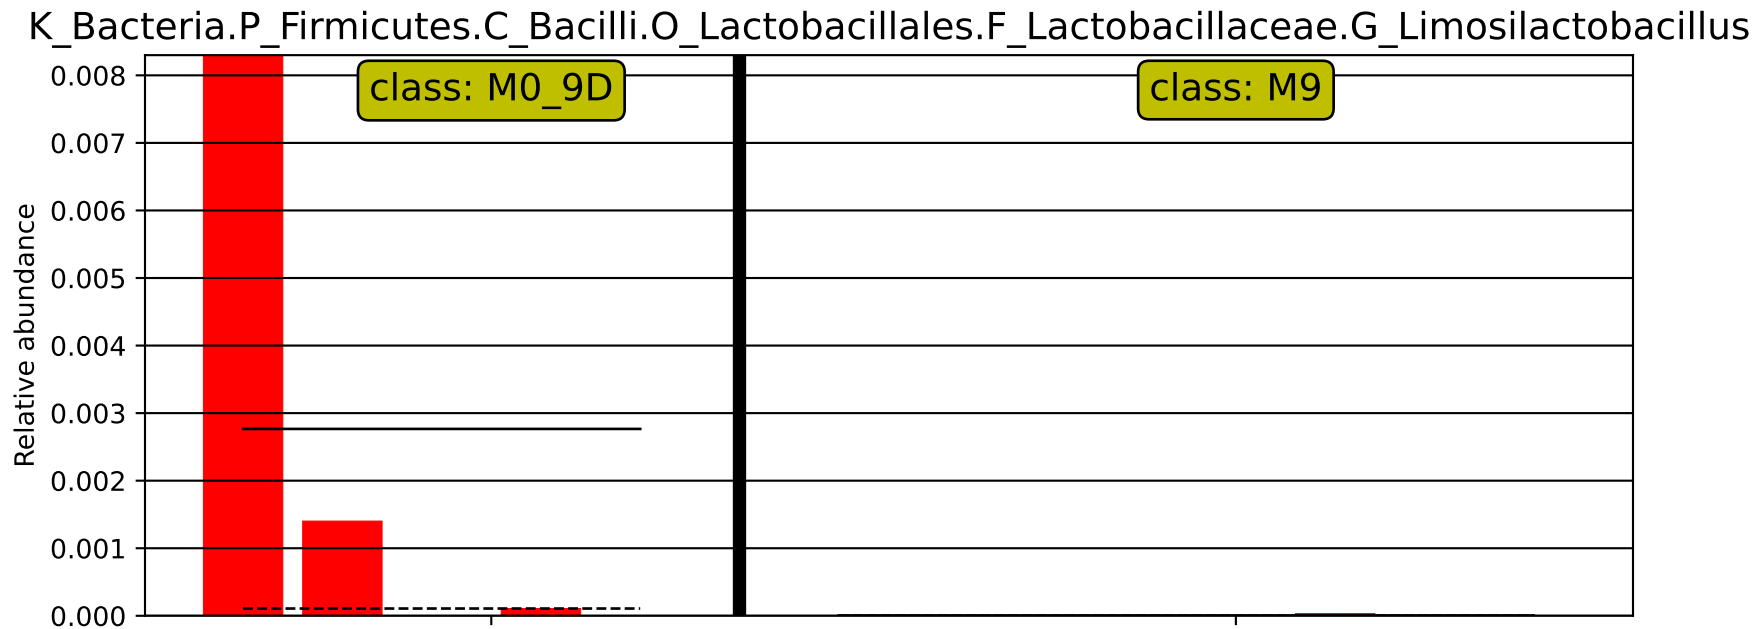 K_Bacteria.P_Firmicutes.C_Bacilli.O_Lactobacillales.F_Lactobacillaceae.G_Limosilactobacillus
class: M0_9D
class: M9
Relative abundance
0.008
0.007
0.006
0.005
0.004
0.003
0.002
0.001
0.000